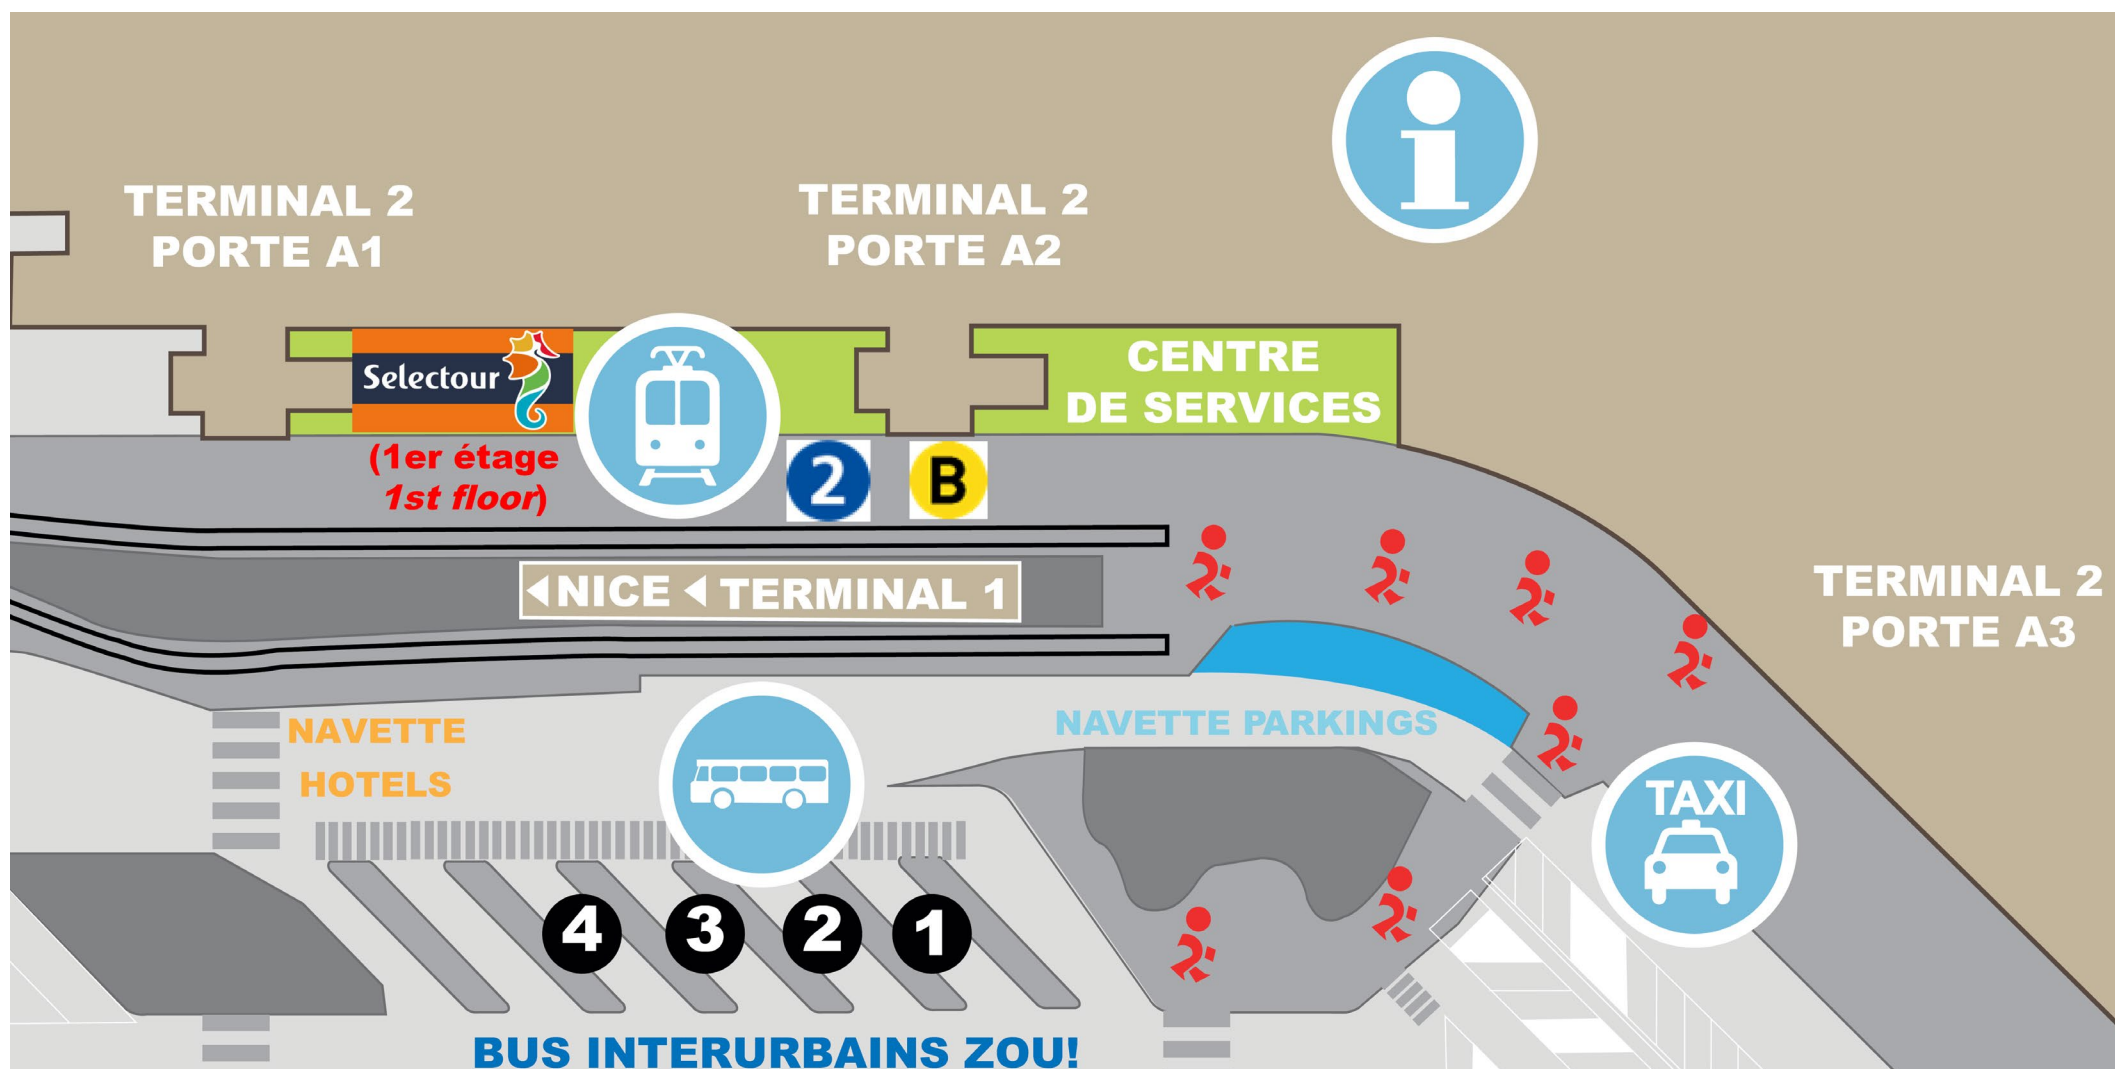 TERMINAL 2
PORTE A1
TERMINAL 2
PORTE A2
i
Selectour
CENTRE
DE SERVICES
(1er étage
1st floor)
2
B
NICE TERMINAL 1
TERMINAL 2
PORTE A3
NAVETTE
HOTELS
NAVETTE PARKINGS
TAXI
4
3
2
1
BUS INTERURBAINS ZOU!